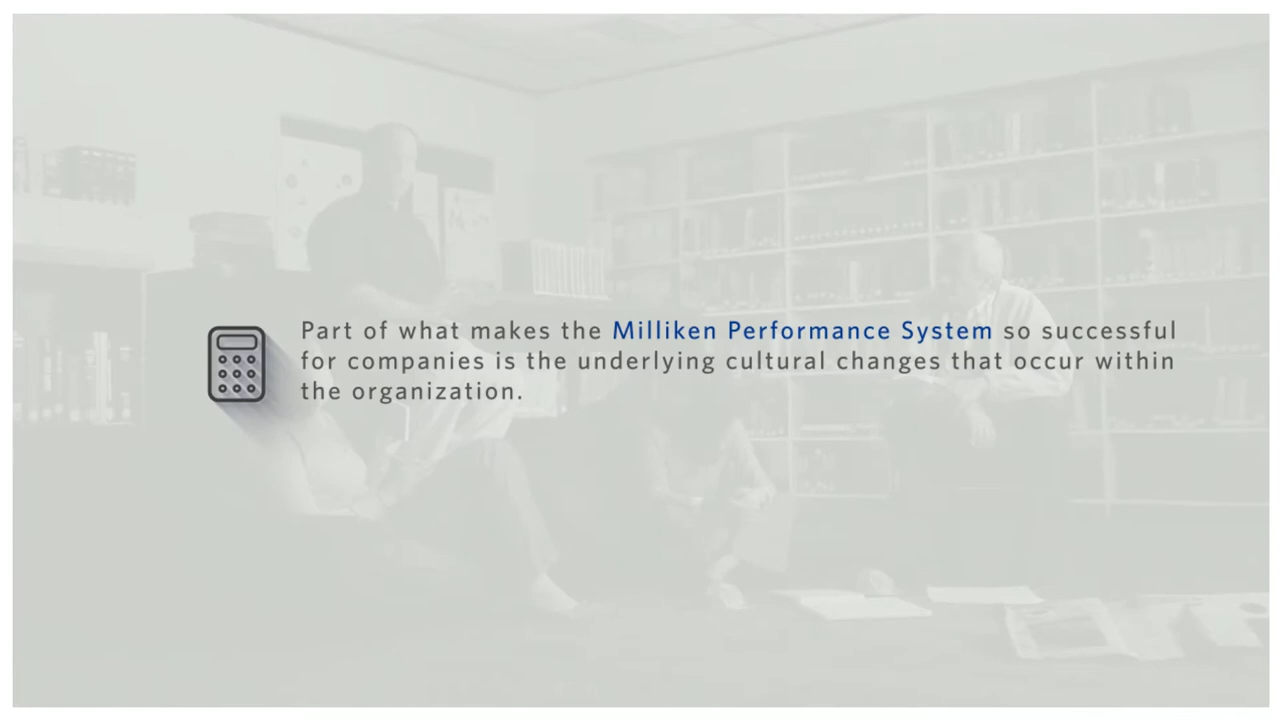 Part of what makes the Milliken Performance System so successful
for companies is the underlying cultural changes that occur within
the organization.